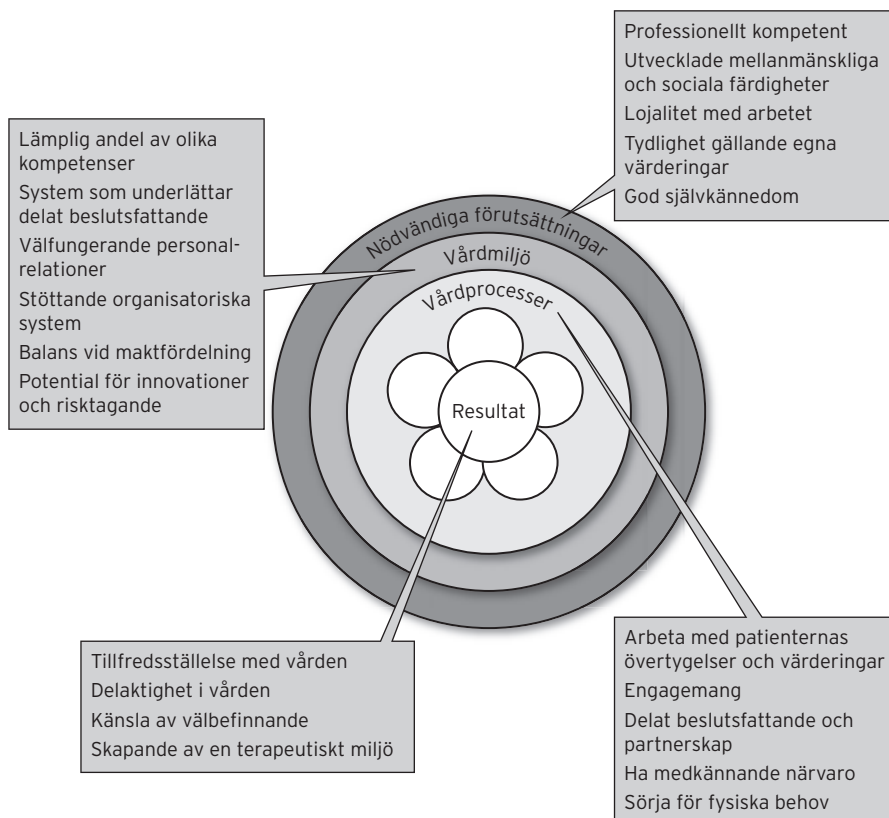 Professionellt kompetent
Utvecklade mellanmänskliga
och sociala färdigheter
Lojalitet med arbetet
Tydlighet gällande egna
värderingar
God självkännedom
Lämplig andel av olika
kompetenser
System som underlättar
delat beslutsfattande
Välfungerande personal-
relationer
Stöttande organisatoriska
system
Balans vid maktfördelning
Potential för innovationer
och risktagande
Nödvändiga förutsättningar
Vårdmiljö
Vårdprocesser
Resultat
Tillfredsställelse med vården
Delaktighet i vården
Känsla av välbefinnande
Skapande av en terapeutiskt miljö
Arbeta med patienternas
övertygelser och värderingar
Engagemang
Delat beslutsfattande och
partnerskap
Ha medkännande närvaro
Sörja för fysiska behov